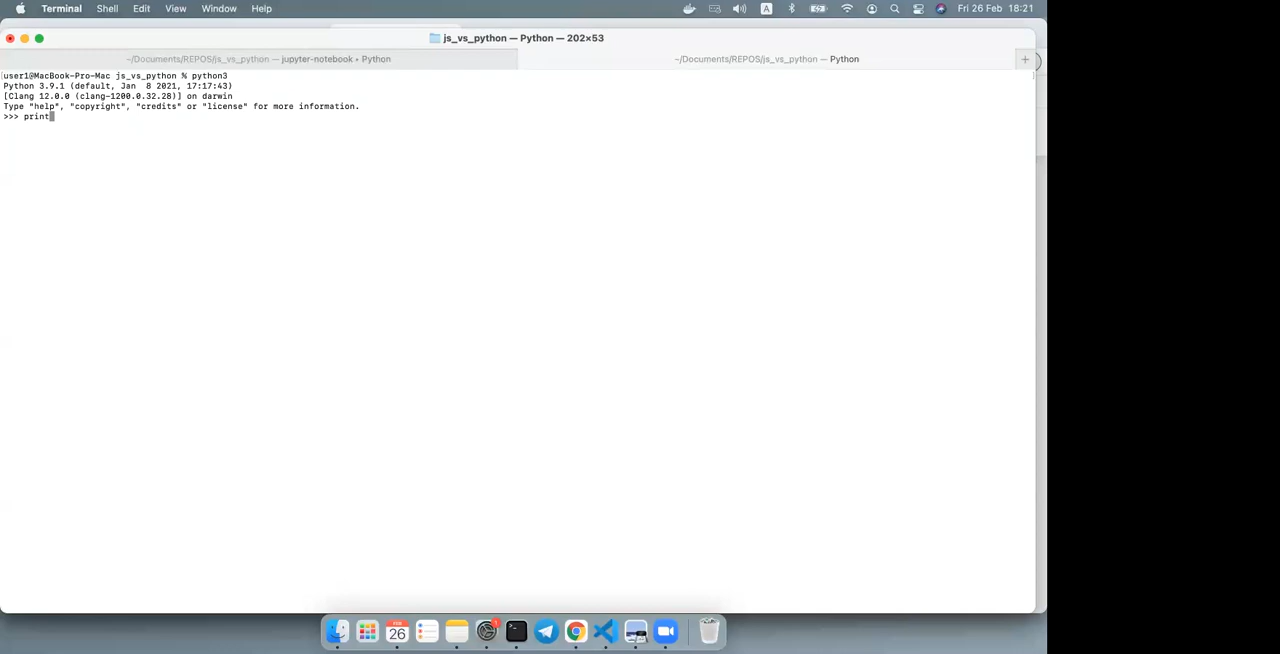 Terminal Shell Edit View Window Help A Fri 26 Feb 18:21
js_vs_python — Python — 202×53
~/Documents/REPOS/js_vs_python — jupyter-notebook • Python ~/Documents/REPOS/js_vs_python — Python +
[user1@MacBook-Pro-Mac js_vs_python % python3
Python 3.9.1 (default, Jan 8 2021, 17:17:43)
[Clang 12.0.0 (clang-1200.0.32.28)] on darwin
Type "help", "copyright", "credits" or "license" for more information.
>>> print
FEB
26
1